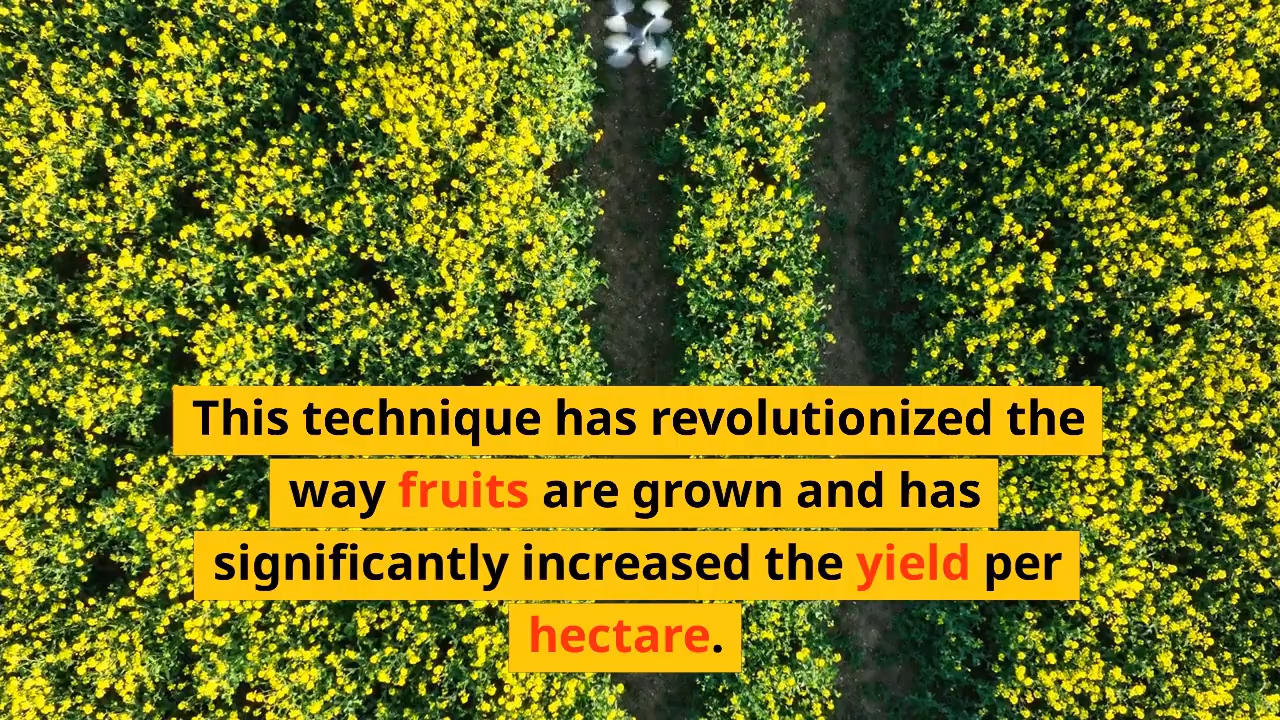 This technique has revolutionized the
way fruits are grown and has
significantly increased the yield per
hectare.